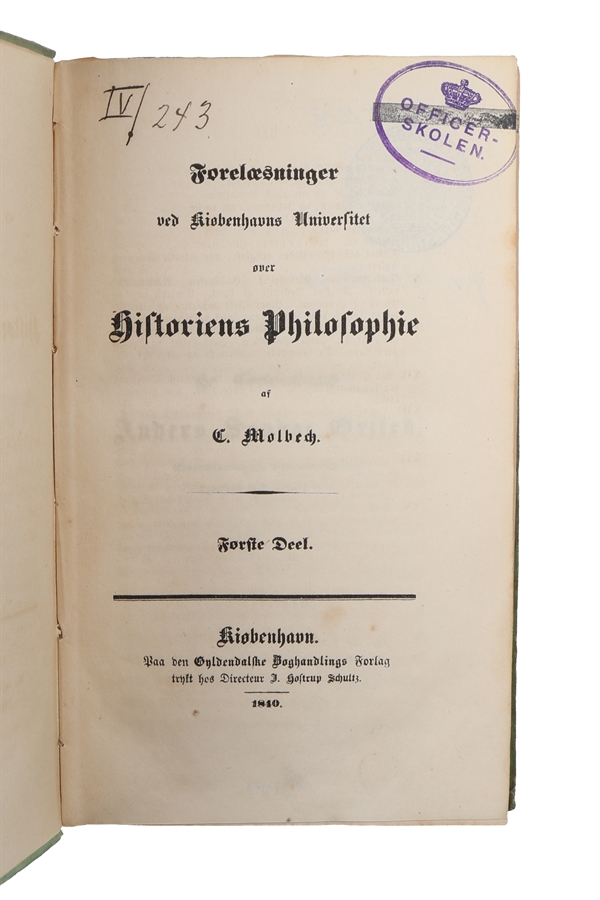 IV/243
OFFICER-
SKOLEN.
Forelæsninger
ved Kiøbenhavns Universitet
over
Historiens Philosophie
af
C. Molbech.
Første Deel.
Kiøbenhavn.
Paa den Gyldendalske Boghandlings Forlag
trykt hos Directeur J. Hostrup Schultz.
1840.